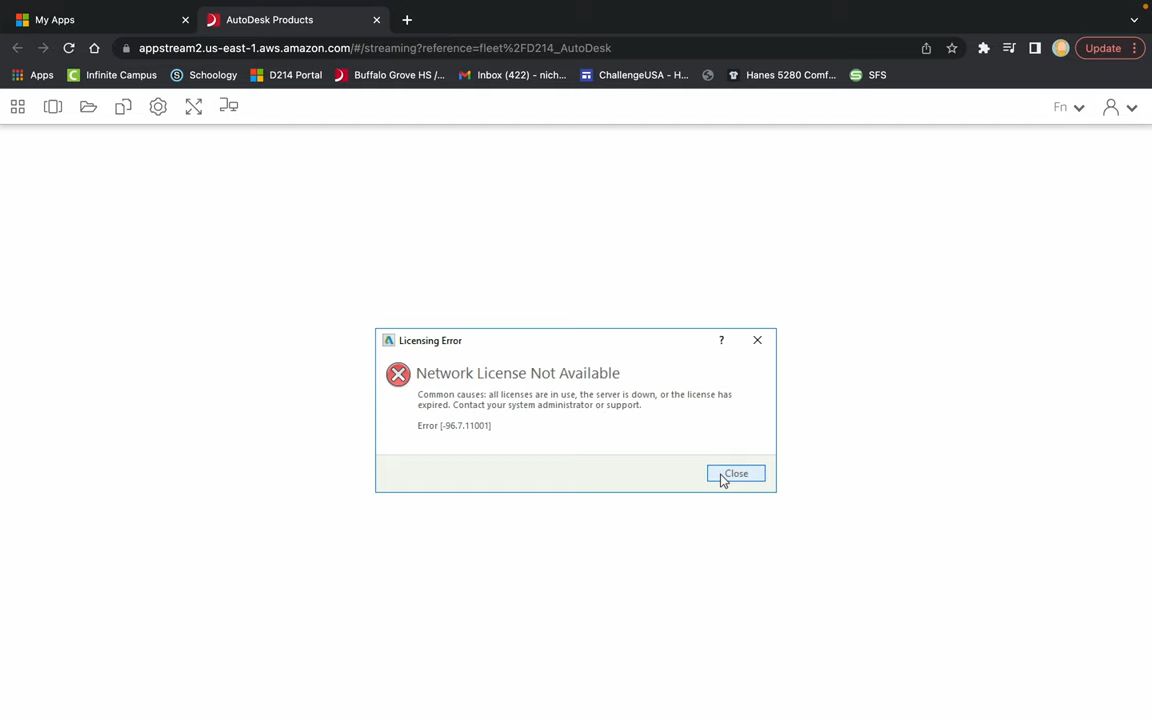 My Apps
AutoDesk Products
appstream2.us-east-1.aws.amazon.com/#/streaming?reference=fleet%2FD214_AutoDesk
Update
Apps
Infinite Campus
Schoology
D214 Portal
Buffalo Grove HS /...
Inbox (422) - nich...
ChallengeUSA - H...
Hanes 5280 Comf...
SFS
Fn
Licensing Error
?
Network License Not Available
Common causes: all licenses are in use, the server is down, or the license has
expired. Contact your system administrator or support.
Error [-96.7.11001]
Close